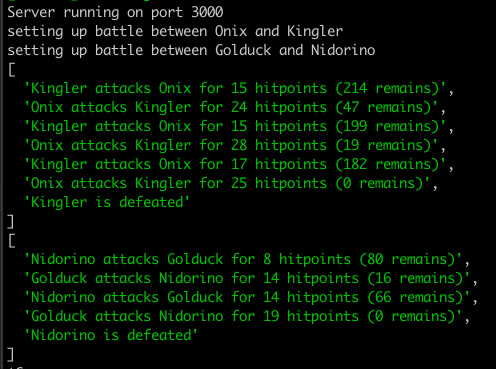 Server running on port 3000
setting up battle between Onix and Kingler
setting up battle between Golduck and Nidorino
[
'Kingler attacks Onix for 15 hitpoints (214 remains)',
'Onix attacks Kingler for 24 hitpoints (47 remains)',
'Kingler attacks Onix for 15 hitpoints (199 remains)',
'Onix attacks Kingler for 28 hitpoints (19 remains)',
'Kingler attacks Onix for 17 hitpoints (182 remains)',
'Onix attacks Kingler for 25 hitpoints (0 remains)',
'Kingler is defeated'
]
[
'Nidorino attacks Golduck for 8 hitpoints (80 remains)',
'Golduck attacks Nidorino for 14 hitpoints (16 remains)',
'Nidorino attacks Golduck for 14 hitpoints (66 remains)',
'Golduck attacks Nidorino for 19 hitpoints (0 remains)',
'Nidorino is defeated'
]